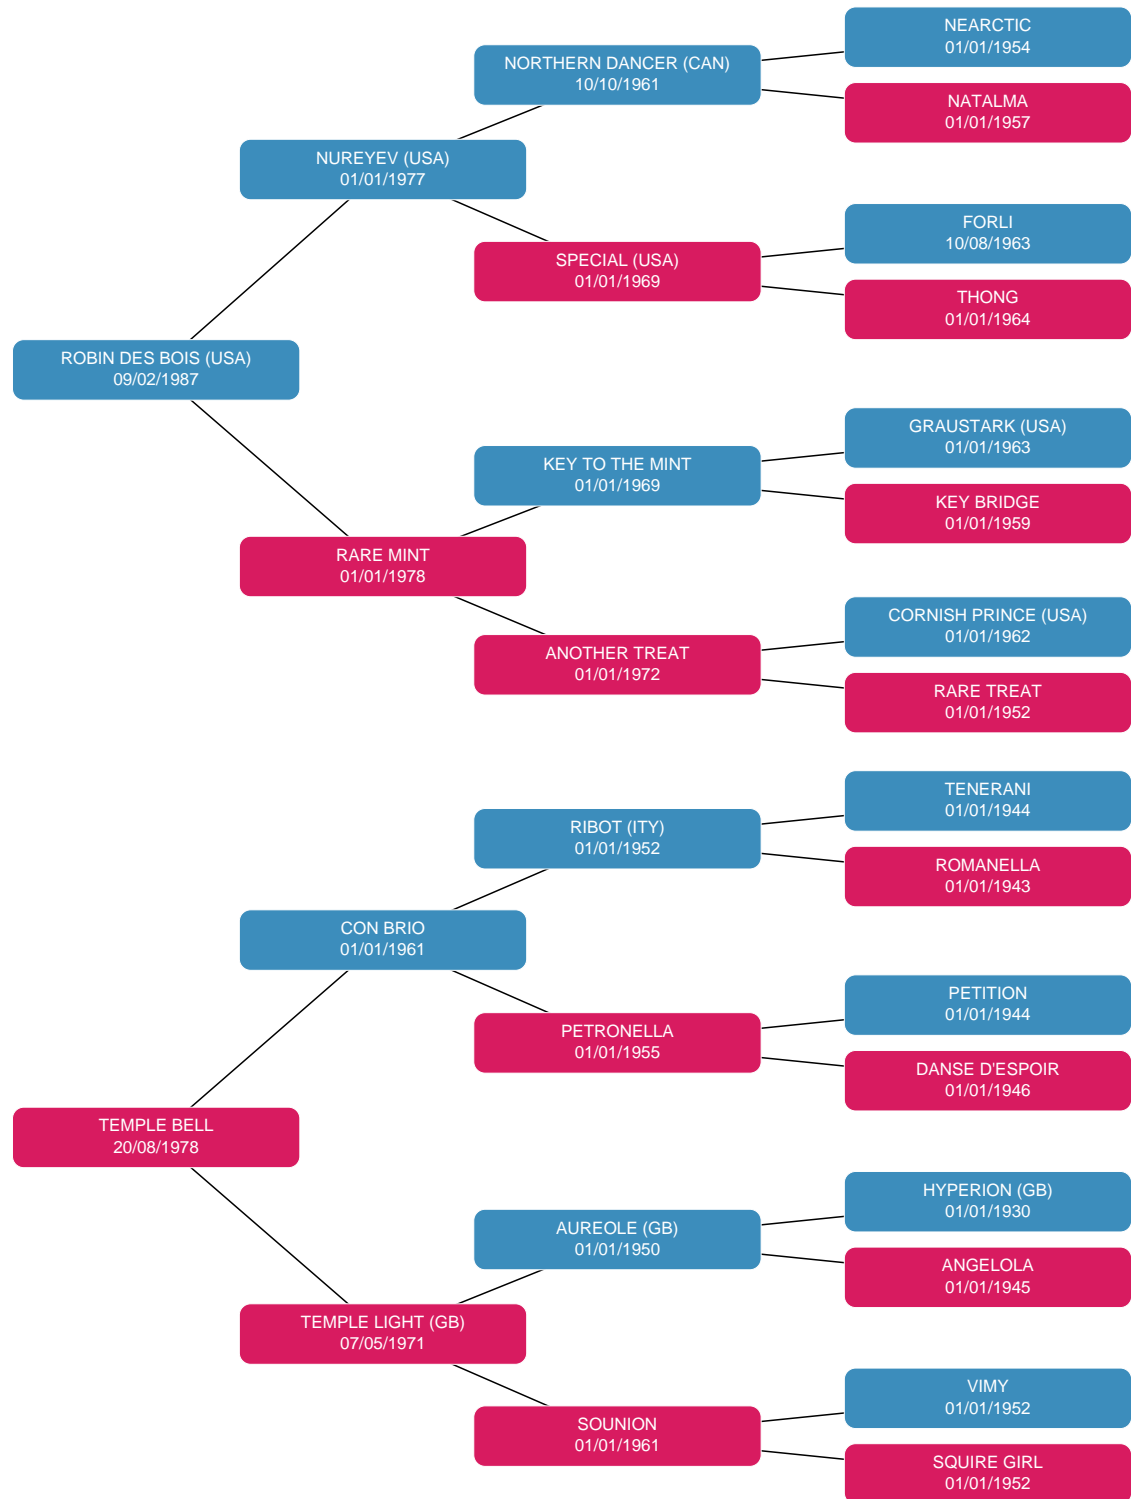 NEARCTIC
01/01/1954
NORTHERN DANCER (CAN)
10/10/1961
NATALMA
01/01/1957
NUREYEV (USA)
01/01/1977
FORLI
10/08/1963
SPECIAL (USA)
01/01/1969
THONG
01/01/1964
ROBIN DES BOIS (USA)
09/02/1987
GRAUSTARK (USA)
01/01/1963
KEY TO THE MINT
01/01/1969
KEY BRIDGE
01/01/1959
RARE MINT
01/01/1978
CORNISH PRINCE (USA)
01/01/1962
ANOTHER TREAT
01/01/1972
RARE TREAT
01/01/1952
TENERANI
01/01/1944
RIBOT (ITY)
01/01/1952
ROMANELLA
01/01/1943
CON BRIO
01/01/1961
PETITION
01/01/1944
PETRONELLA
01/01/1955
DANSE D'ESPOIR
01/01/1946
TEMPLE BELL
20/08/1978
HYPERION (GB)
01/01/1930
AUREOLE (GB)
01/01/1950
ANGELOLA
01/01/1945
TEMPLE LIGHT (GB)
07/05/1971
VIMY
01/01/1952
SOUNION
01/01/1961
SQUIRE GIRL
01/01/1952